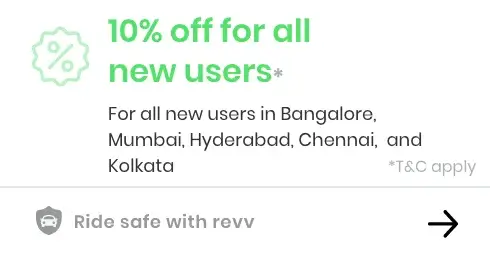 10% off for all
new users*
For all new users in Bangalore,
Mumbai, Hyderabad, Chennai, and
Kolkata
*T&C apply
Ride safe with revv